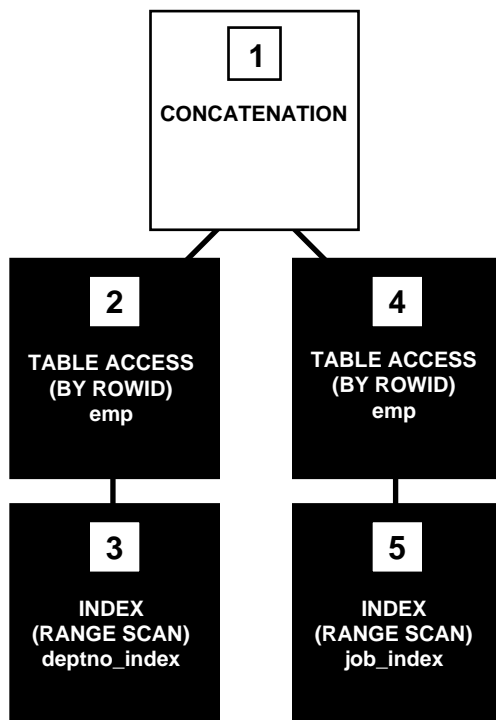 1
CONCATENATION
2
TABLE ACCESS
(BY ROWID)
emp
4
TABLE ACCESS
(BY ROWID)
emp
3
INDEX
(RANGE SCAN)
deptno_index
5
INDEX
(RANGE SCAN)
job_index